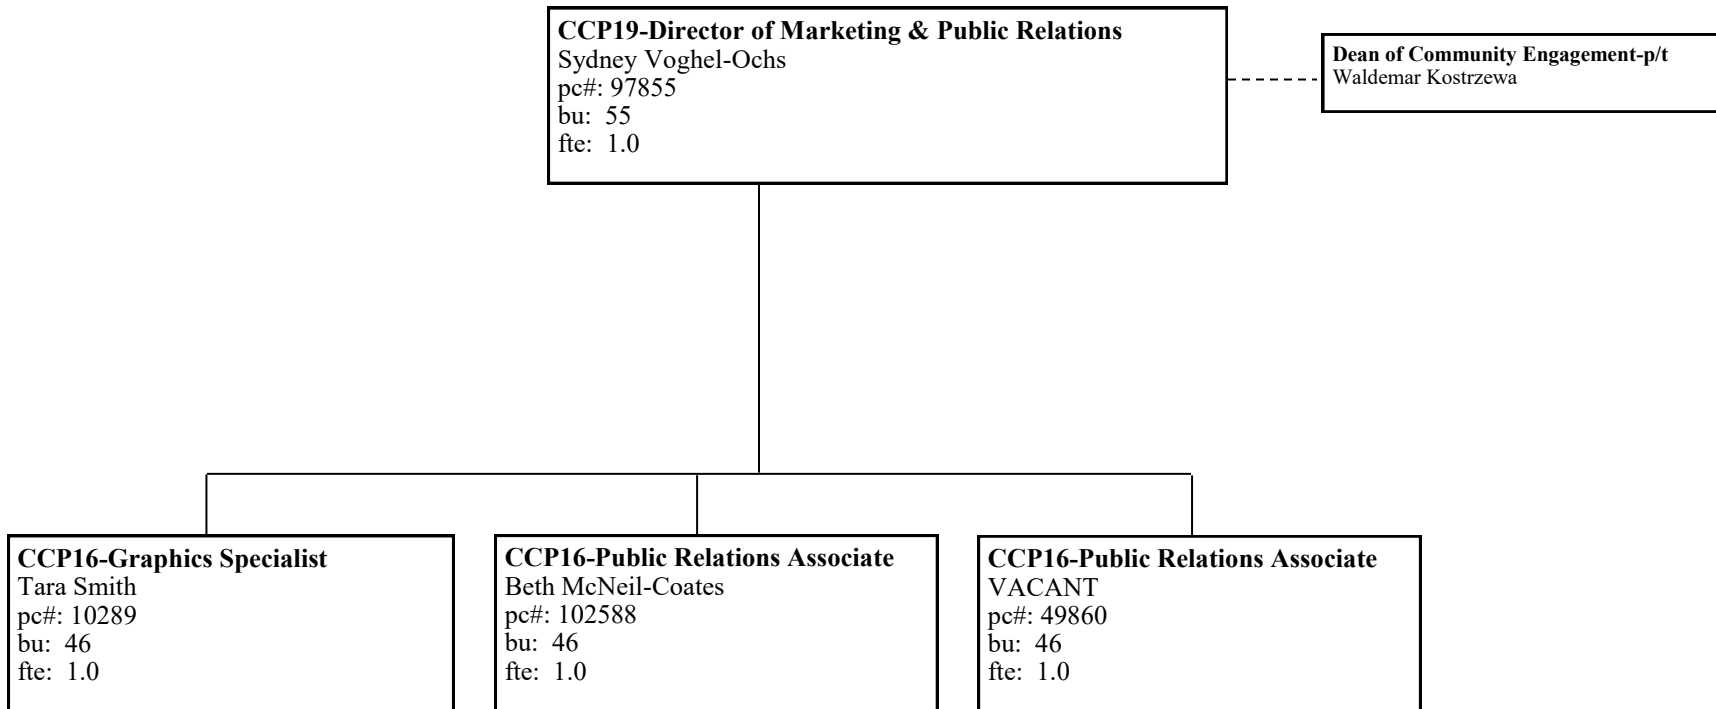 CCP19-Director of Marketing & Public Relations
Sydney Voghel-Ochs
pc#: 97855
bu:  55
fte:  1.0
Dean of Community Engagement-p/t
Waldemar Kostrzewa
CCP16-Graphics Specialist
Tara Smith
pc#: 10289
bu:  46
fte:  1.0
CCP16-Public Relations Associate
Beth McNeil-Coates
pc#: 102588
bu:  46
fte:  1.0
CCP16-Public Relations Associate
VACANT
pc#: 49860
bu:  46
fte:  1.0